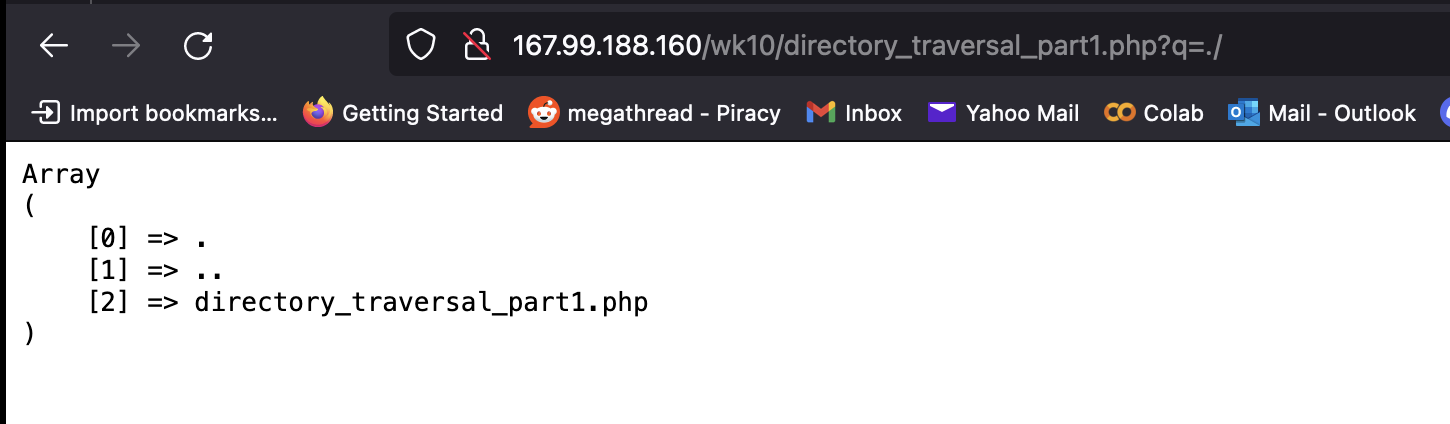 167.99.188.160/wk10/directory_traversal_part1.php?q=./
Import bookmarks... Getting Started megathread - Piracy Inbox Yahoo Mail Colab Mail - Outlook
Array
(
[0] => .
[1] => ..
[2] => directory_traversal_part1.php
)